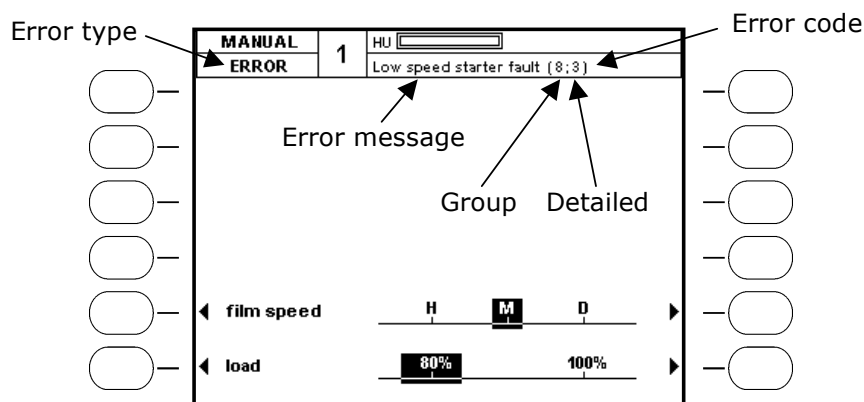 Error type
Error code
MANUAL
1
HU
ERROR
Low speed starter fault (8;3)
Error message
Group
Detailed
film speed
H
M
D
load
80%
100%